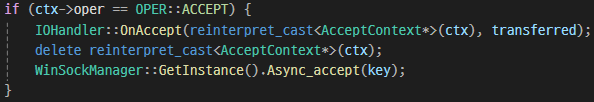 if (ctx->oper == OPER::ACCEPT) {
IOHandler::OnAccept(reinterpret_cast<AcceptContext*>(ctx), transferred);
delete reinterpret_cast<AcceptContext*>(ctx);
WinSockManager::GetInstance().Async_accept(key);
}